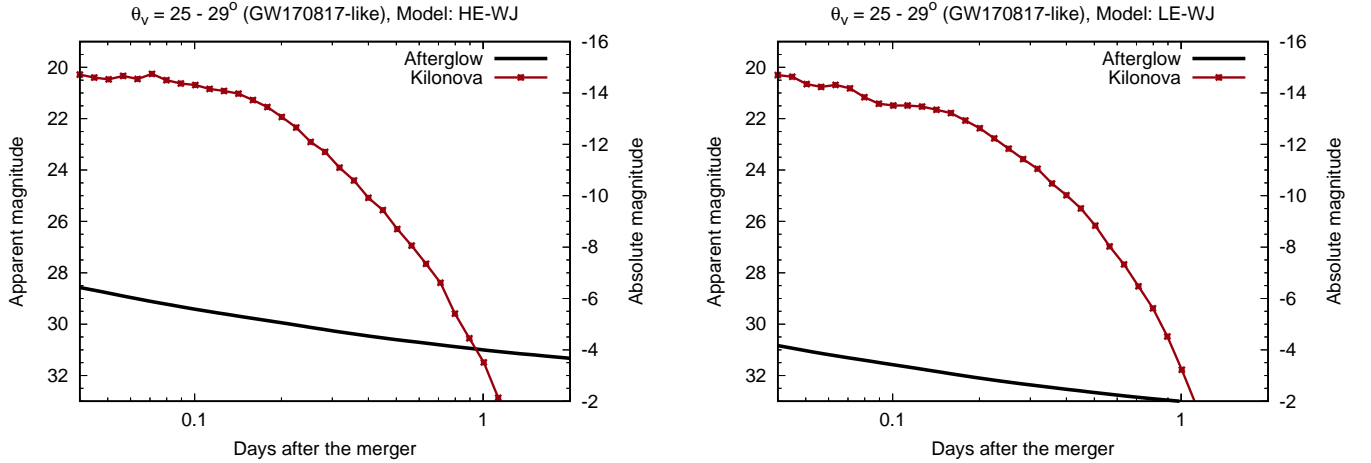 θv = 25 - 29o (GW170817-like), Model: HE-WJ
Afterglow
Kilonova
Apparent magnitude
20
22
24
26
28
30
32
-16
-14
-12
-10
-8
-6
-4
-2
Absolute magnitude
0.1 1
Days after the merger
θv = 25 - 29o (GW170817-like), Model: LE-WJ
Afterglow
Kilonova
Apparent magnitude
20
22
24
26
28
30
32
-16
-14
-12
-10
-8
-6
-4
-2
Absolute magnitude
0.1 1
Days after the merger